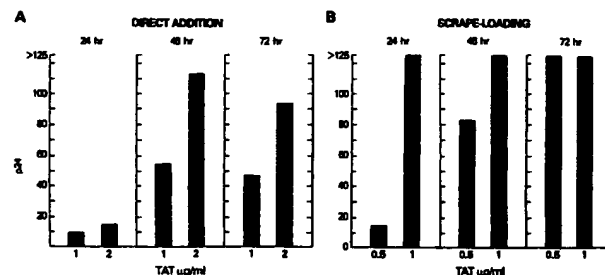 A DIRECT ADDITION
24 hr 48 hr 72 hr
>125
100
80
60
40
20
p24
1 2 1 2 1 2
TAT µg/ml
B SCRAPE-LOADING
24 hr 48 hr 72 hr
>125
100
80
60
40
20
0.5 1 0.5 1 0.5 1
TAT µg/ml